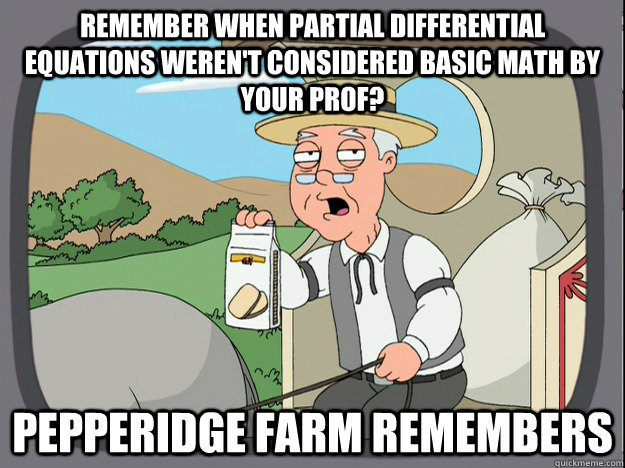 REMEMBER WHEN PARTIAL DIFFERENTIAL
EQUATIONS WEREN'T CONSIDERED BASIC MATH BY
YOUR PROF?
PEPPERIDGE FARM REMEMBERS
quickmeme.com